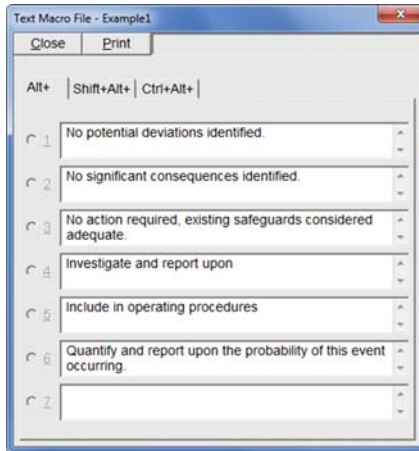 Text Macro File - Example1
Close Print
Alt+ Shift+Alt+ Ctrl+Alt+
1 No potential deviations identified.
2 No significant consequences identified.
3 No action required, existing safeguards considered
adequate.
4 Investigate and report upon
5 Include in operating procedures
6 Quantify and report upon the probability of this event
occurring.
7